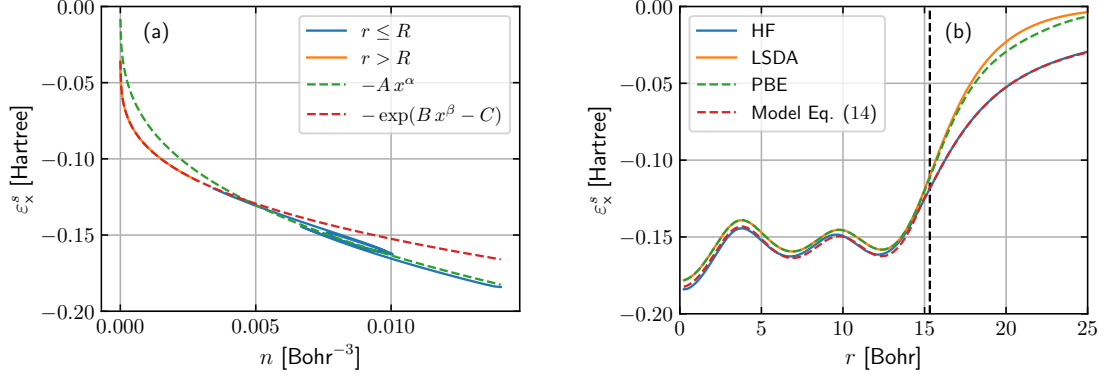 (a)
r ≤ R
r > R
−A x^α
− exp(B x^β − C)
0.00
−0.05
−0.10
−0.15
−0.20
ε_x^s [Hartree]
0.000
0.005
0.010
n [Bohr^−3]
(b)
HF
LSDA
PBE
Model Eq. (14)
0.00
−0.05
−0.10
−0.15
−0.20
ε_x^s [Hartree]
0
5
10
15
20
25
r [Bohr]